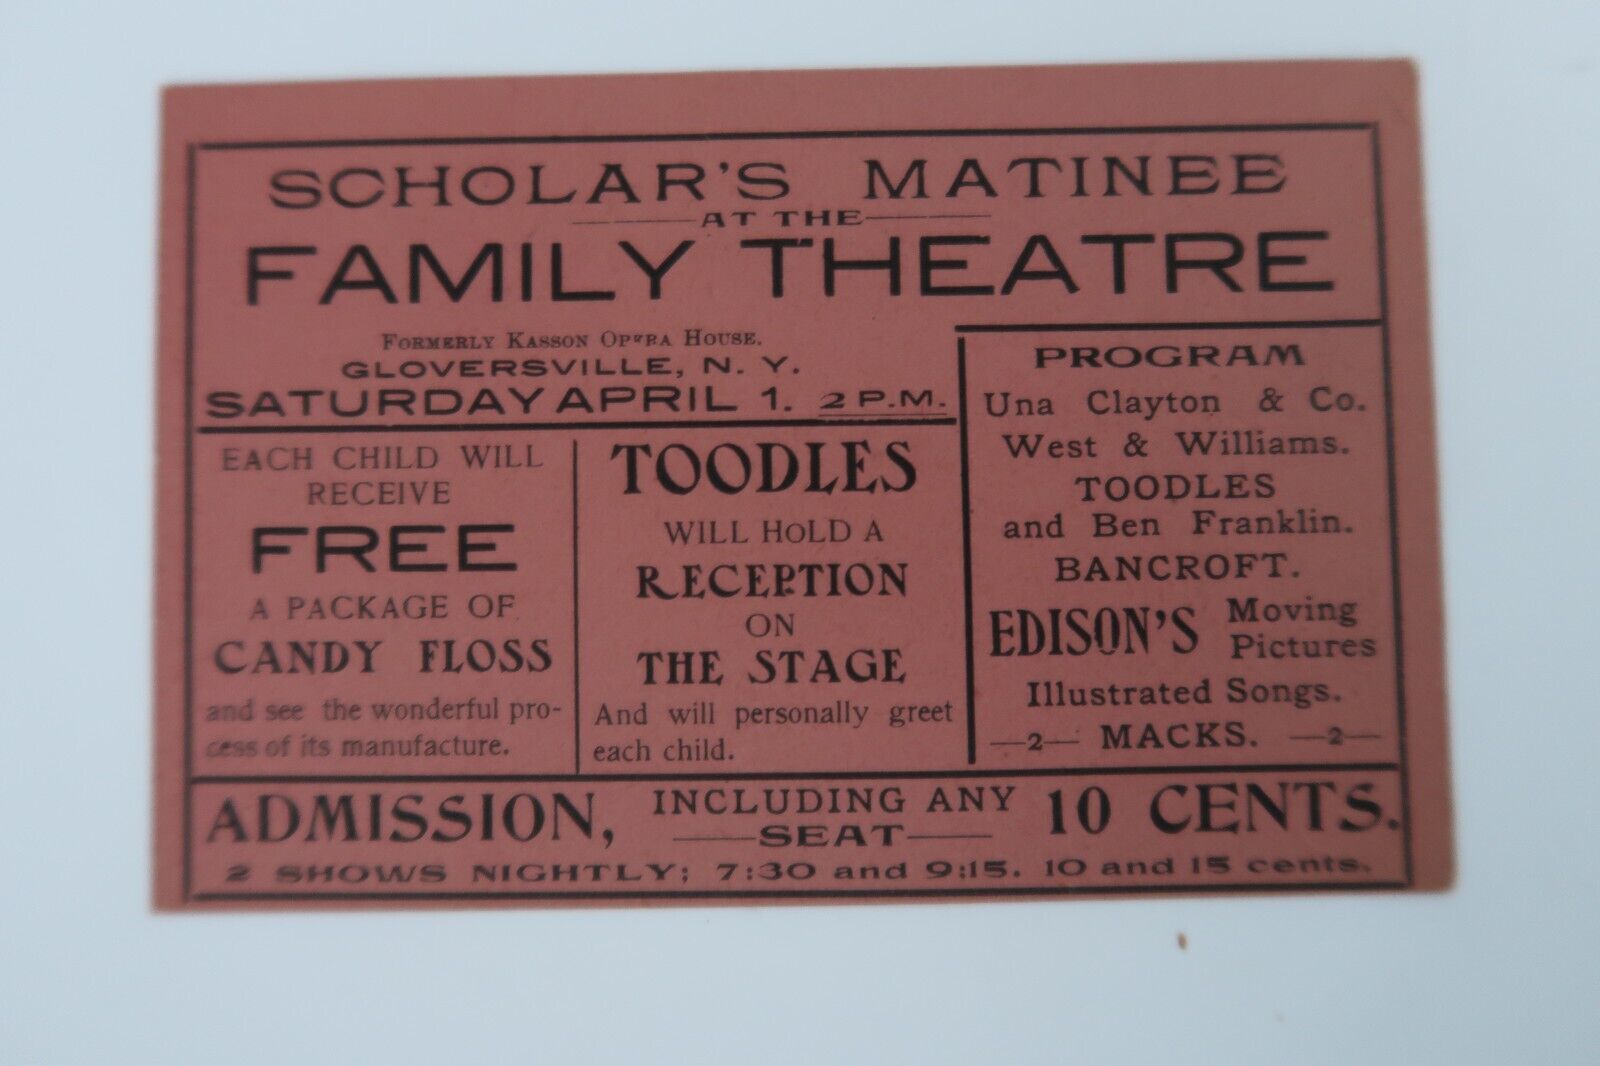 SCHOLAR'S MATINEE
AT THE
FAMILY THEATRE
FORMERLY KASSON OPERA HOUSE.
GLOVERSVILLE, N. Y.
SATURDAY APRIL 1. 2 P.M.
EACH CHILD WILL
RECEIVE
FREE
A PACKAGE OF
CANDY FLOSS
and see the wonderful pro-
cess of its manufacture.
TOODLES
WILL HoLD A
RECEPTION
ON
THE STAGE
And will personally greet
each child.
PROGRAM
Una Clayton & Co.
West & Williams.
TOODLES
and Ben Franklin.
BANCROFT.
EDISON'S Moving
Pictures
Illustrated Songs.
—2— MACKS. —2—
ADMISSION, INCLUDING ANY
SEAT
10 CENTS.
2 SHOWS NIGHTLY; 7:30 and 9:15. 10 and 15 cents.